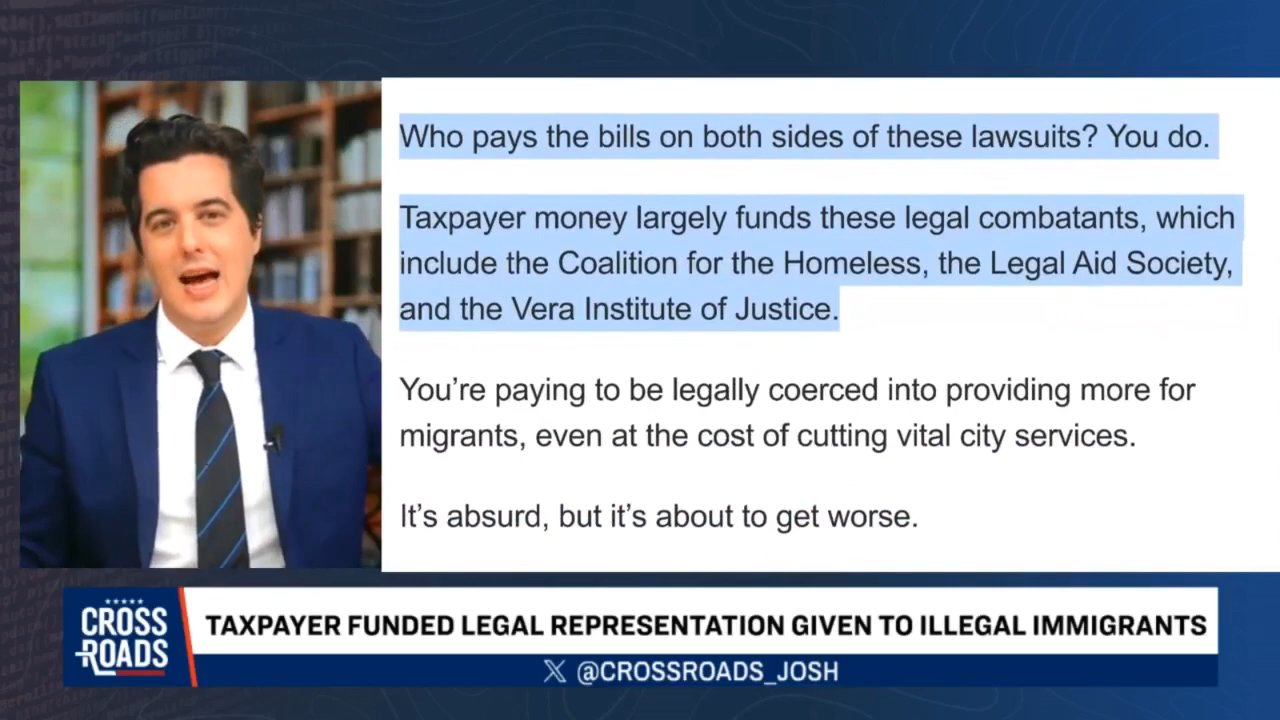 Who pays the bills on both sides of these lawsuits? You do.
Taxpayer money largely funds these legal combatants, which
include the Coalition for the Homeless, the Legal Aid Society,
and the Vera Institute of Justice.
You’re paying to be legally coerced into providing more for
migrants, even at the cost of cutting vital city services.
It’s absurd, but it’s about to get worse.
CROSS
ROADS
TAXPAYER FUNDED LEGAL REPRESENTATION GIVEN TO ILLEGAL IMMIGRANTS
X @CROSSROADS_JOSH